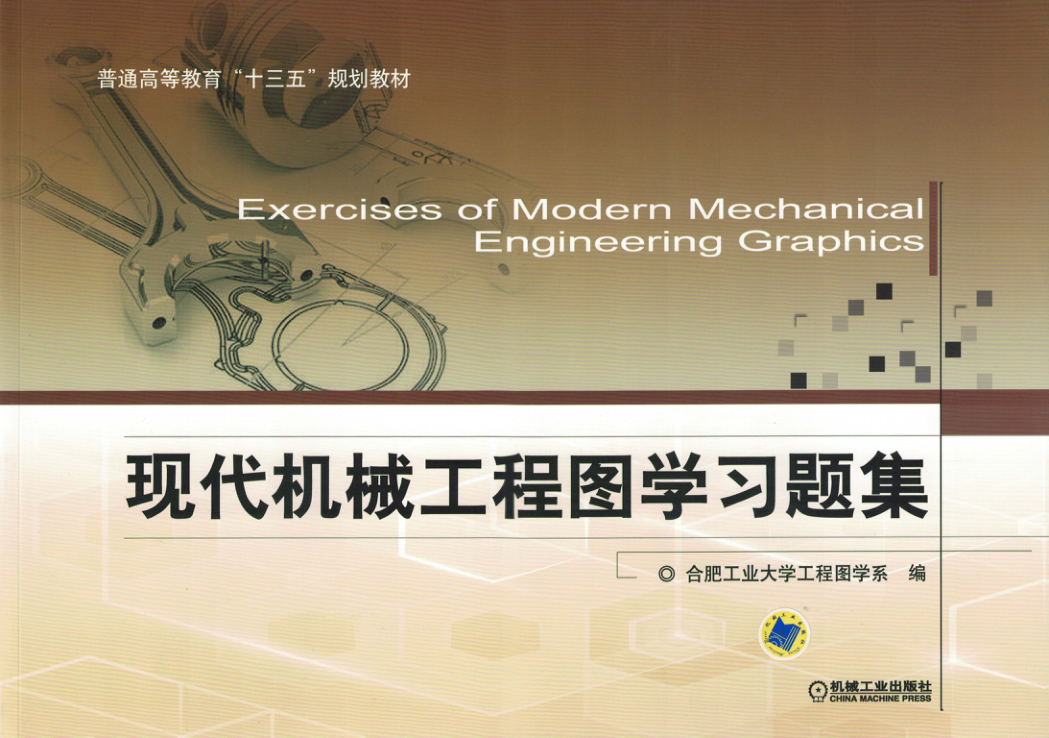 普通高等教育“十三五”规划教材
Exercises of Modern Mechanical
Engineering Graphics
现代机械工程图学习题集
◎ 合肥工业大学工程图学系 编
机械工业出版社
CHINA MACHINE PRESS